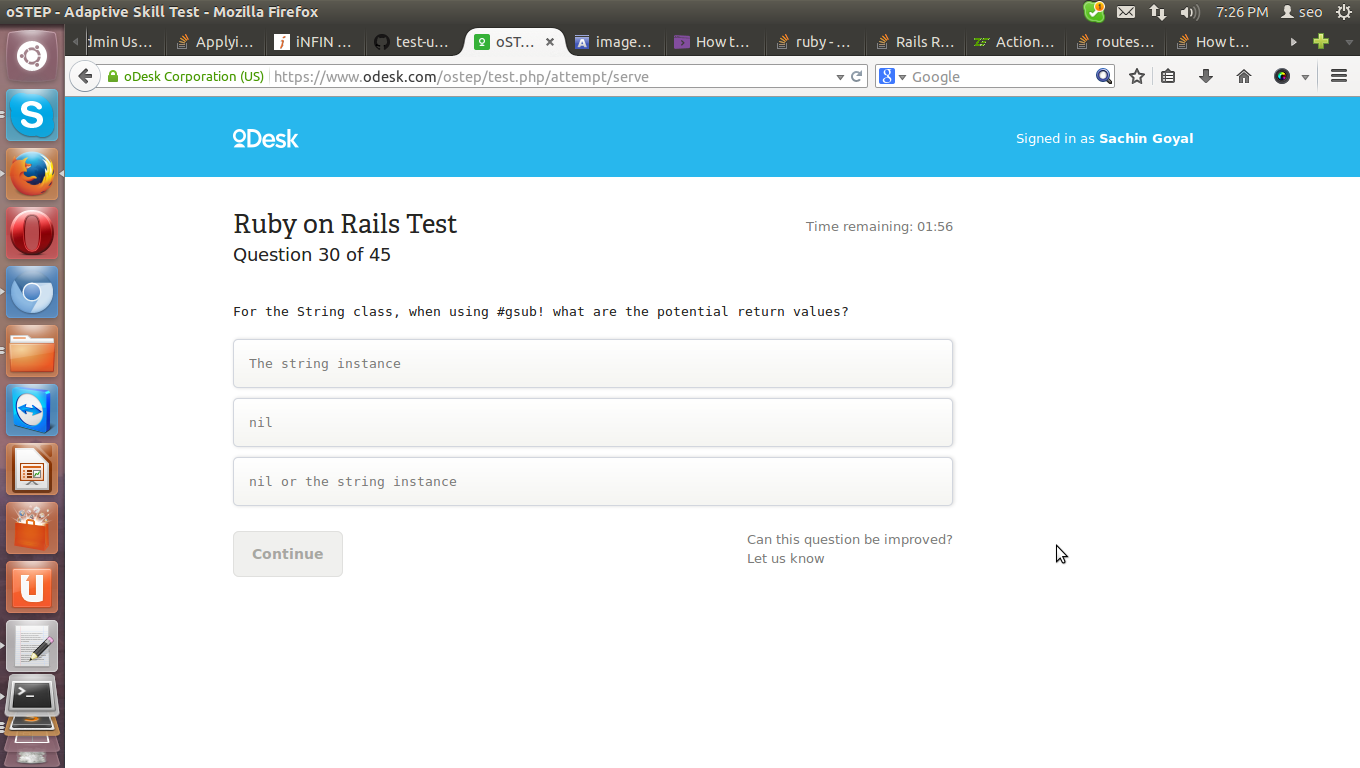 oSTEP - Adaptive Skill Test - Mozilla Firefox
1
7:26 PM
seo
dmin Us...
Applyi...
iNFIN ...
test-u...
oST...
image...
How t...
ruby - ...
Rails R...
Action...
routes...
How t...
oDesk Corporation (US)
https://www.odesk.com/ostep/test.php/attempt/serve
Google
oDesk
Signed in as Sachin Goyal
Ruby on Rails Test
Time remaining: 01:56
Question 30 of 45
For the String class, when using #gsub! what are the potential return values?
The string instance
nil
nil or the string instance
Continue
Can this question be improved?
Let us know